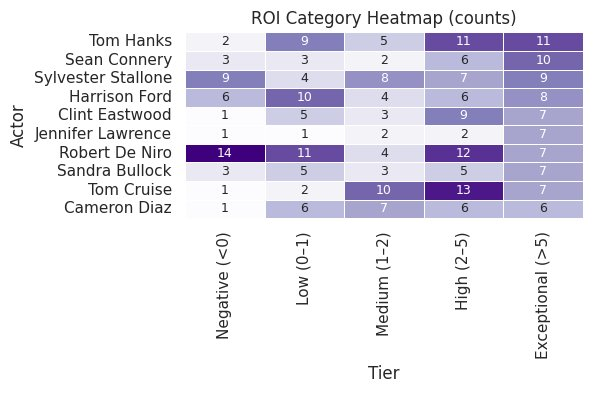 ROI Category Heatmap (counts)
Actor
Tom Hanks 2 9 5 11 11
Sean Connery 3 3 2 6 10
Sylvester Stallone 9 4 8 7 9
Harrison Ford 6 10 4 6 8
Clint Eastwood 1 5 3 9 7
Jennifer Lawrence 1 1 2 2 7
Robert De Niro 14 11 4 12 7
Sandra Bullock 3 5 3 5 7
Tom Cruise 1 2 10 13 7
Cameron Diaz 1 6 7 6 6
Negative (<0)
Low (0–1)
Medium (1–2)
High (2–5)
Exceptional (>5)
Tier